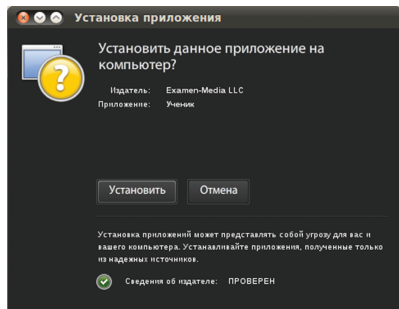 Установка приложения
Установить данное приложение на
компьютер?
Издатель: Examen-Media LLC
Приложение: Ученик
Установить Отмена
Установка приложений может представлять собой угрозу для вас и
вашего компьютера. Устанавливайте приложения, полученные только
из надежных источников.
Сведения об издателе: ПРОВЕРЕН